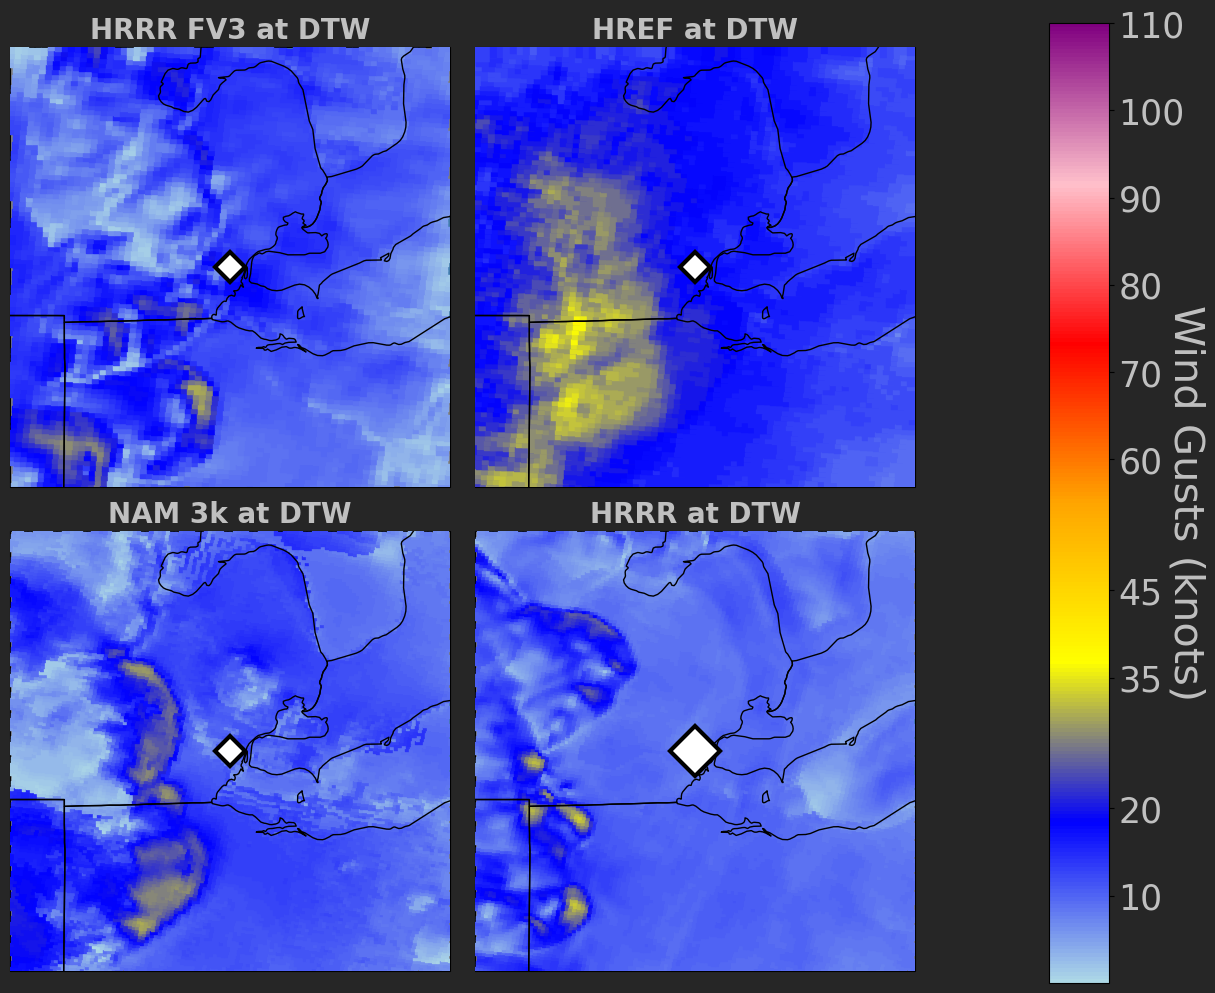 HRRR FV3 at DTW
HREF at DTW
NAM 3k at DTW
HRRR at DTW
110
100
90
80
70
60
45
35
20
10
Wind Gusts (knots)